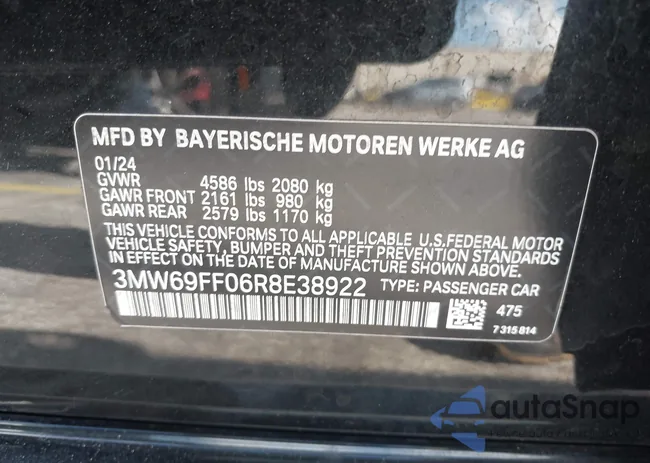 MFD BY BAYERISCHE MOTOREN WERKE AG
01/24
GVWR 4586 lbs 2080 kg
GAWR FRONT 2161 lbs 980 kg
GAWR REAR 2579 lbs 1170 kg
THIS VEHICLE CONFORMS TO ALL APPLICABLE U.S.FEDERAL MOTOR
VEHICLE SAFETY, BUMPER AND THEFT PREVENTION STANDARDS
IN EFFECT ON THE DATE OF MANUFACTURE SHOWN ABOVE.
3MW69FF06R8E38922 TYPE: PASSENGER CAR
475
7 315 814
autoSnap